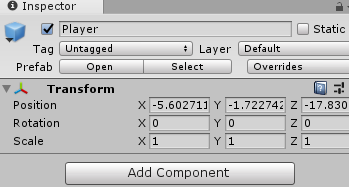 Inspector
Player Static
Tag Untagged Layer Default
Prefab Open Select Overrides
Transform
Position X -5.602711 Y -1.722742 Z -17.830
Rotation X 0 Y 0 Z 0
Scale X 1 Y 1 Z 1
Add Component